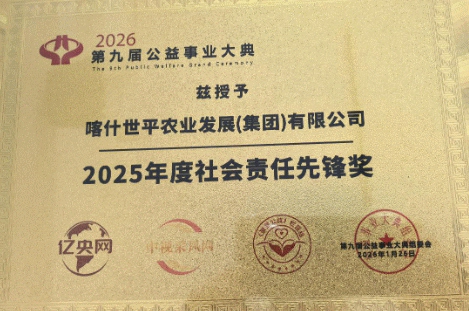 2026
第九届公益事业大典
The 9th Public Welfare Grand Ceremony
兹授予
喀什世平农业发展(集团)有限公司
2025年度社会责任先锋奖
亿央网
第九届公益事业大典组委会
2026年1月26日